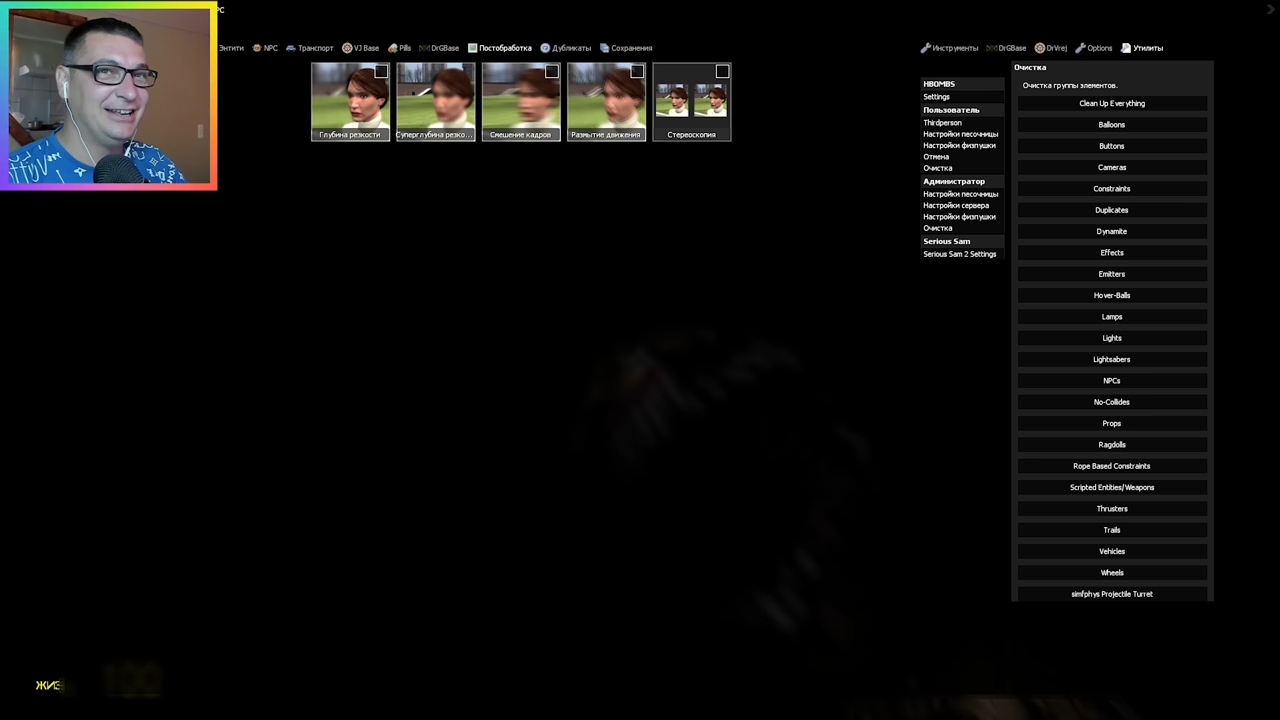 PC
Энтити
NPC
Транспорт
VJ Base
Pills
DrGBase
Постобработка
Дубликаты
Сохранения
Инструменты
DrGBase
DrVrej
Options
Утилиты
Глубина резкости
Суперглубина резко...
Смешение кадров
Размытие движения
Стереоскопия
HBOMBS
Settings
Пользователь
Thirdperson
Настройки песочницы
Настройки физпушки
Отмена
Очистка
Администратор
Настройки песочницы
Настройки сервера
Настройки физпушки
Очистка
Serious Sam
Serious Sam 2 Settings
Очистка
Очистка группы элементов.
Clean Up Everything
Balloons
Buttons
Cameras
Constraints
Duplicates
Dynamite
Effects
Emitters
Hover-Balls
Lamps
Lights
Lightsabers
NPCs
No-Collides
Props
Ragdolls
Rope Based Constraints
Scripted Entities/Weapons
Thrusters
Trails
Vehicles
Wheels
simfphys Projectile Turret
100